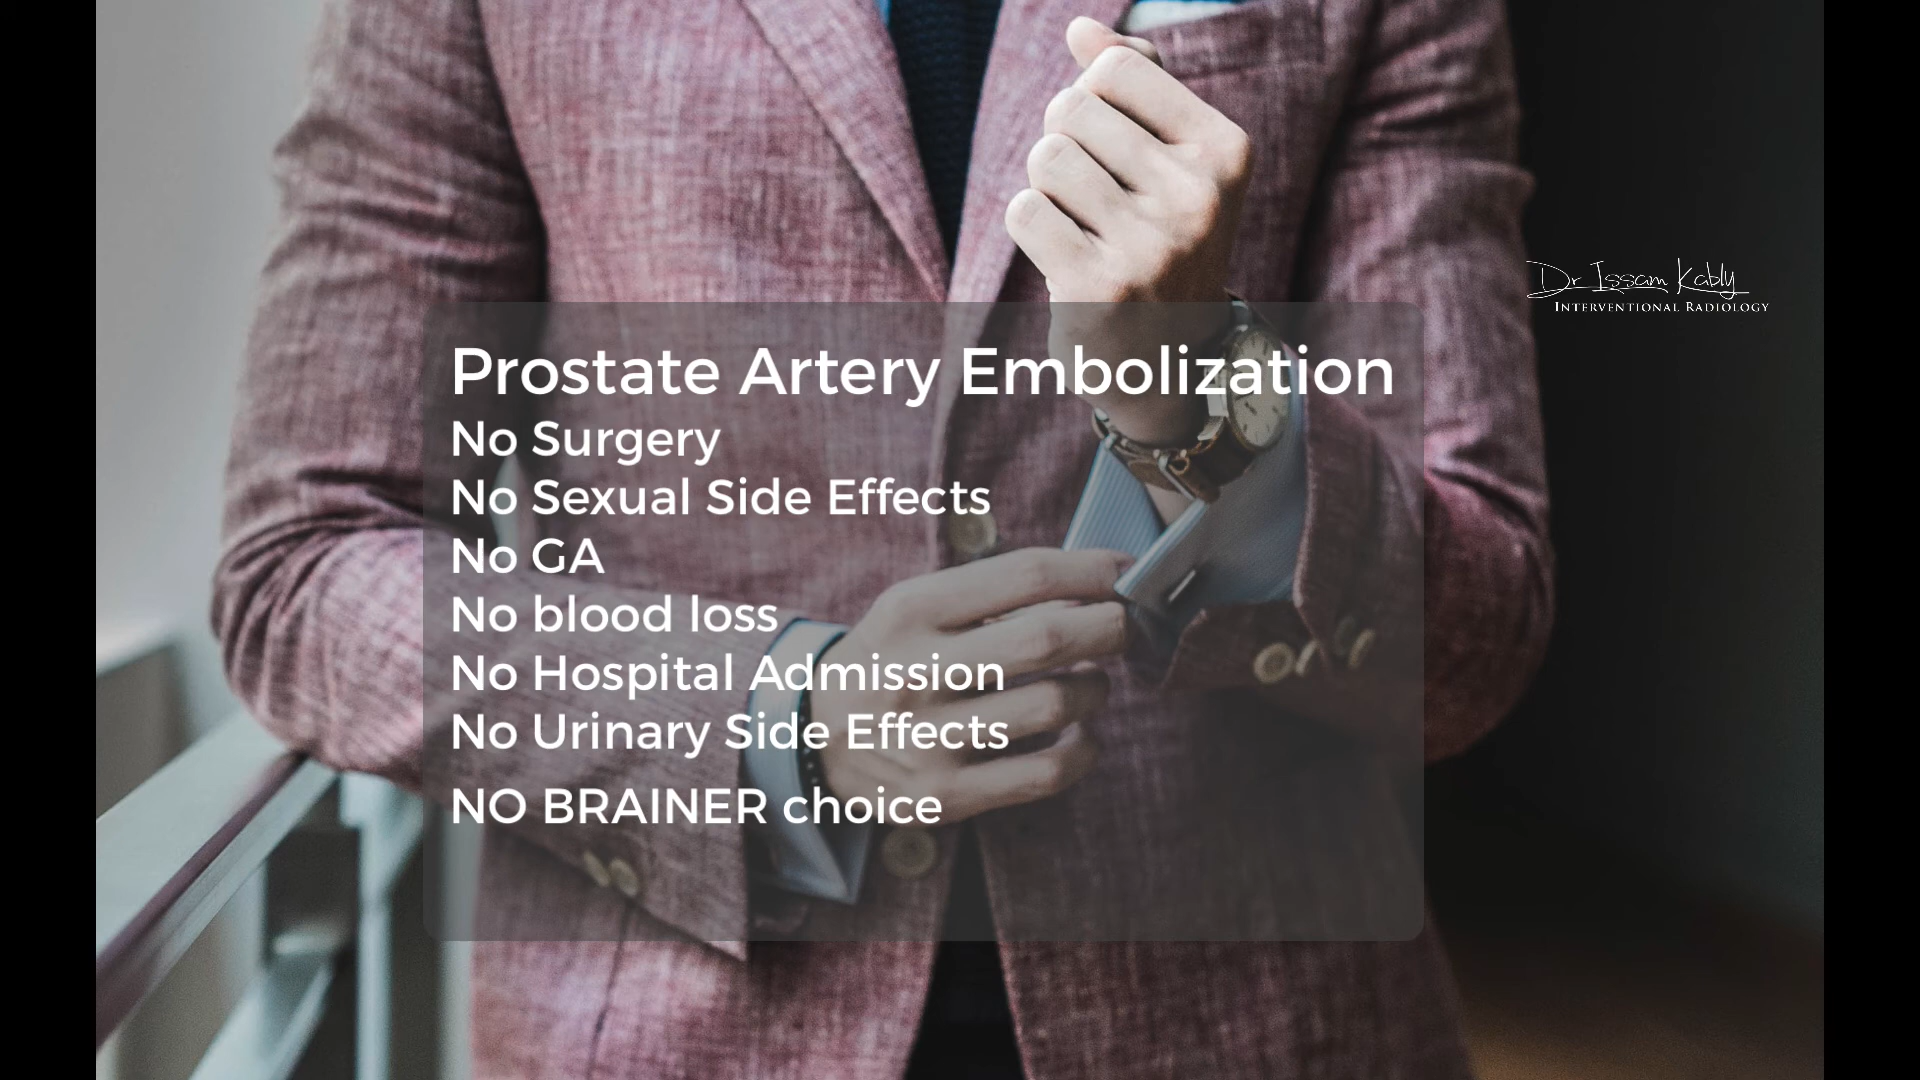 Dr Issam Kably
INTERVENTIONAL RADIOLOGY
Prostate Artery Embolization
No Surgery
No Sexual Side Effects
No GA
No blood loss
No Hospital Admission
No Urinary Side Effects
NO BRAINER choice